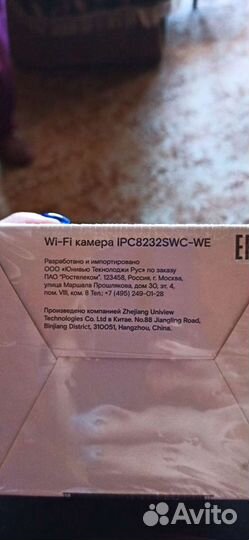 Wi-Fi камера IPC8232SWC-WE
Разработано и импортировано
ООО «Юнивью Текнолоджи Рус» по заказу
ПАО "Ростелеком". 123458, Россия, г. Москва,
улица Маршала Прошлякова, дом 30, эт. 4,
пом. VIII, ком. 8 Тел.: +7 (495) 249-01-28
Произведено компанией Zhejiang Uniview
Technologies Co. Ltd в Китае. No.88 Jiangling Road,
Binjiang District, 310051, Hangzhou, China.
Avito